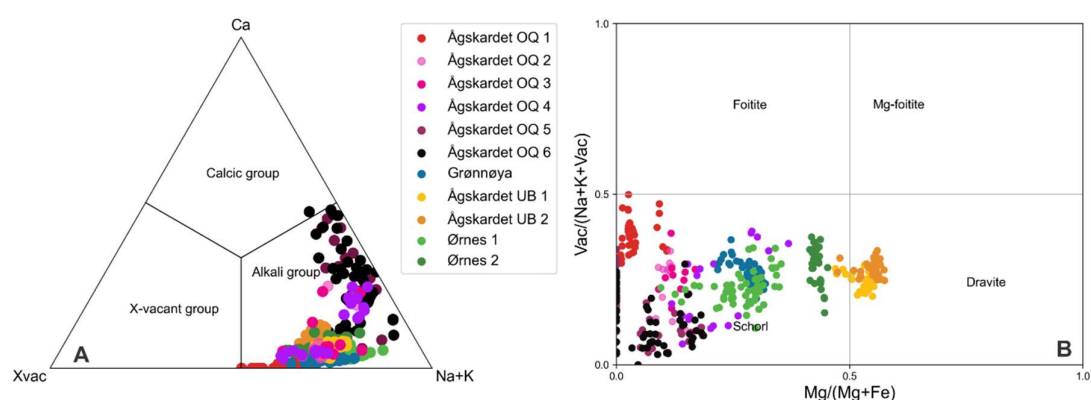 Ca
Calcic group
Alkali group
X-vacant group
A
Xvac
Na+K
Ågskardet OQ 1
Ågskardet OQ 2
Ågskardet OQ 3
Ågskardet OQ 4
Ågskardet OQ 5
Ågskardet OQ 6
Grønnøya
Ågskardet UB 1
Ågskardet UB 2
Ørnes 1
Ørnes 2
Vac/(Na+K+Vac)
1.0
0.5
0.0
Foitite
Mg-foitite
Dravite
Schorl
B
0.0
0.5
1.0
Mg/(Mg+Fe)